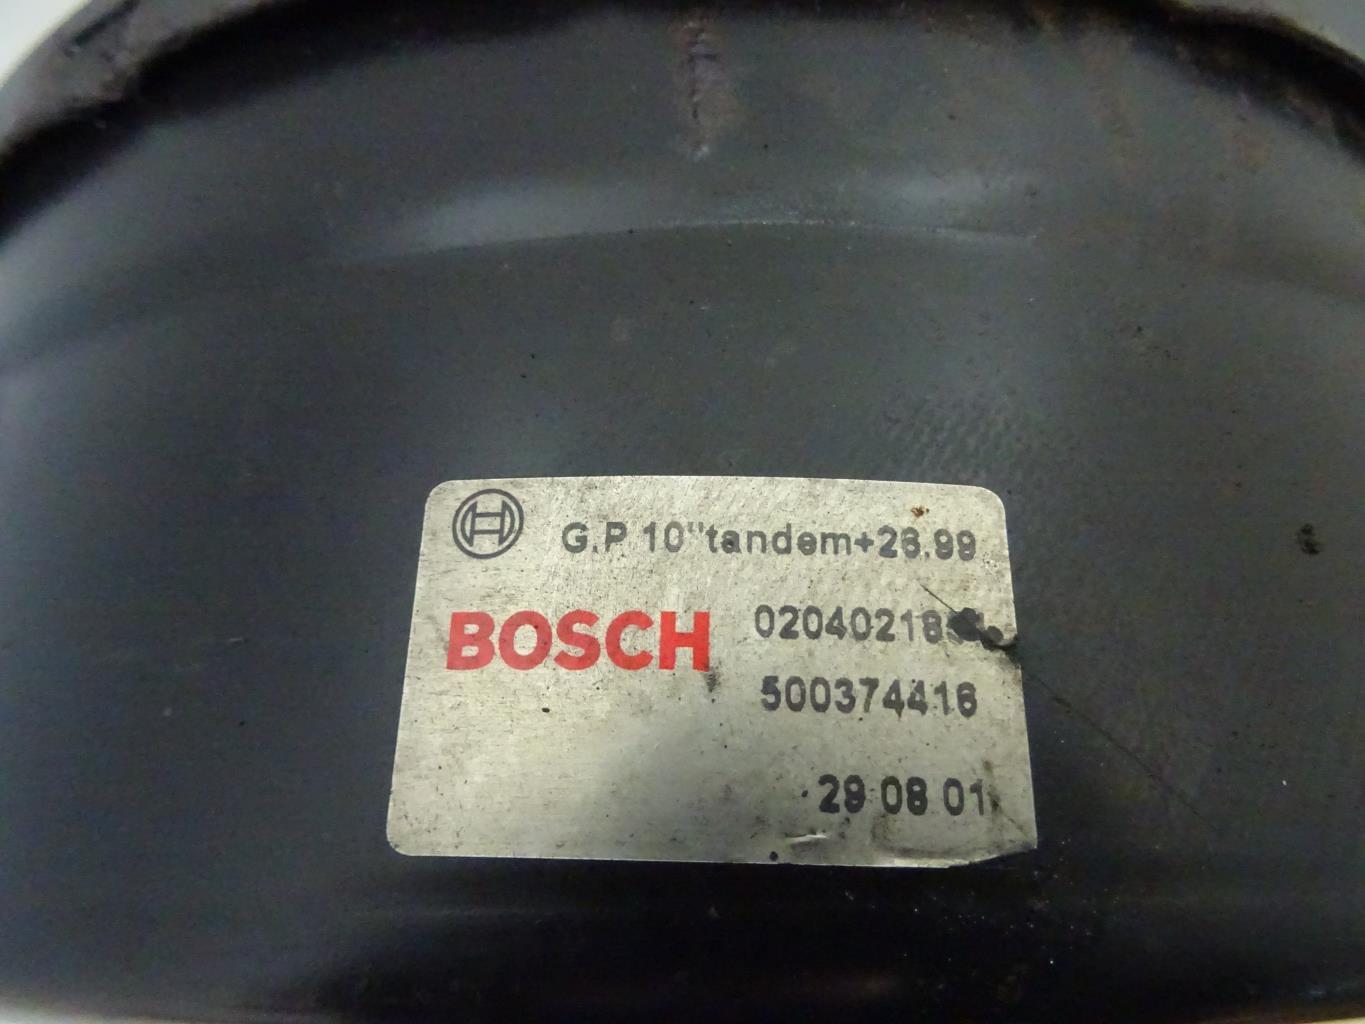 G.P 10"tandem+26.99
BOSCH
500374416
29 08 01